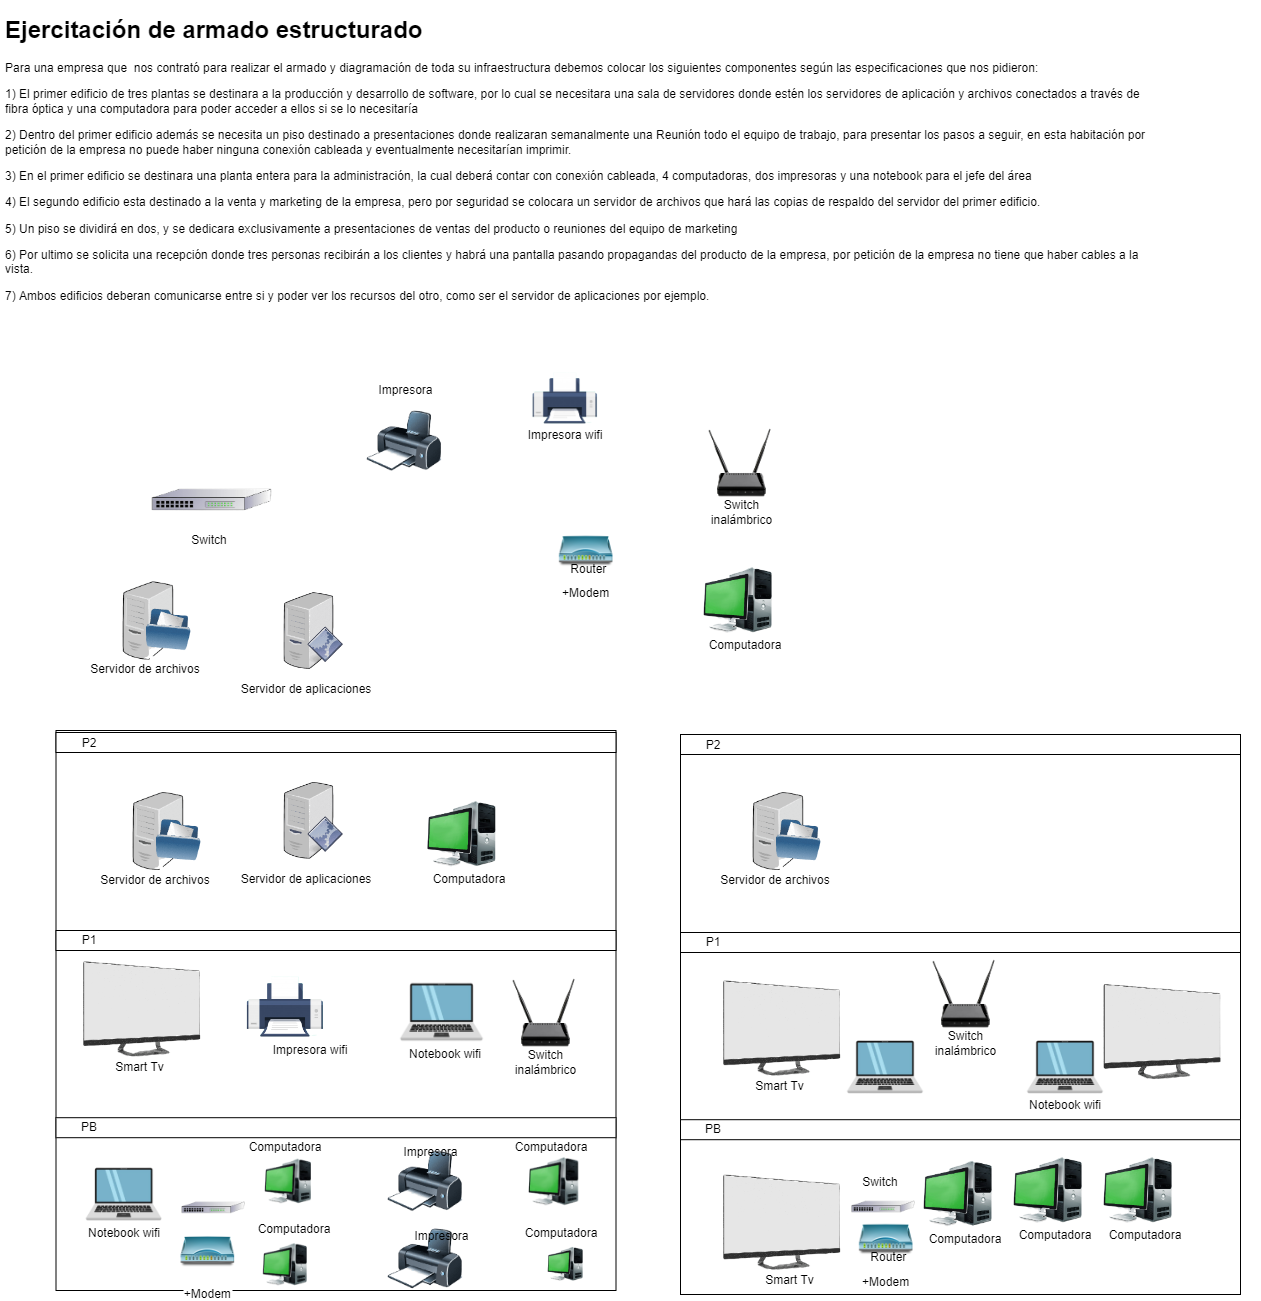 Ejercitación de armado estructurado
Para una empresa que  nos contrató para realizar el armado y diagramación de toda su infraestructura debemos colocar los siguientes componentes según las especificaciones que nos pidieron:
1) El primer edificio de tres plantas se destinara a la producción y desarrollo de software, por lo cual se necesitara una sala de servidores donde estén los servidores de aplicación y archivos conectados a través de
fibra óptica y una computadora para poder acceder a ellos si se lo necesitaría
2) Dentro del primer edificio además se necesita un piso destinado a presentaciones donde realizaran semanalmente una Reunión todo el equipo de trabajo, para presentar los pasos a seguir, en esta habitación por
petición de la empresa no puede haber ninguna conexión cableada y eventualmente necesitarían imprimir.
3) En el primer edificio se destinara una planta entera para la administración, la cual deberá contar con conexión cableada, 4 computadoras, dos impresoras y una notebook para el jefe del área
4) El segundo edificio esta destinado a la venta y marketing de la empresa, pero por seguridad se colocara un servidor de archivos que hará las copias de respaldo del servidor del primer edificio.
5) Un piso se dividirá en dos, y se dedicara exclusivamente a presentaciones de ventas del producto o reuniones del equipo de marketing
6) Por ultimo se solicita una recepción donde tres personas recibirán a los clientes y habrá una pantalla pasando propagandas del producto de la empresa, por petición de la empresa no tiene que haber cables a la
vista.
7) Ambos edificios deberan comunicarse entre si y poder ver los recursos del otro, como ser el servidor de aplicaciones por ejemplo.
Impresora
Impresora wifi
Switch
inalámbrico
Switch
Router
+Modem
Computadora
Servidor de archivos
Servidor de aplicaciones
P2
Servidor de archivos
Servidor de aplicaciones
Computadora
P1
Smart Tv
Impresora wifi
Notebook wifi
Switch
inalámbrico
PB
Computadora
Impresora
Computadora
Notebook wifi
Computadora
Impresora
Computadora
+Modem
P2
Servidor de archivos
P1
Smart Tv
Switch
inalámbrico
Notebook wifi
PB
Switch
Computadora
Computadora
Computadora
Router
Smart Tv
+Modem